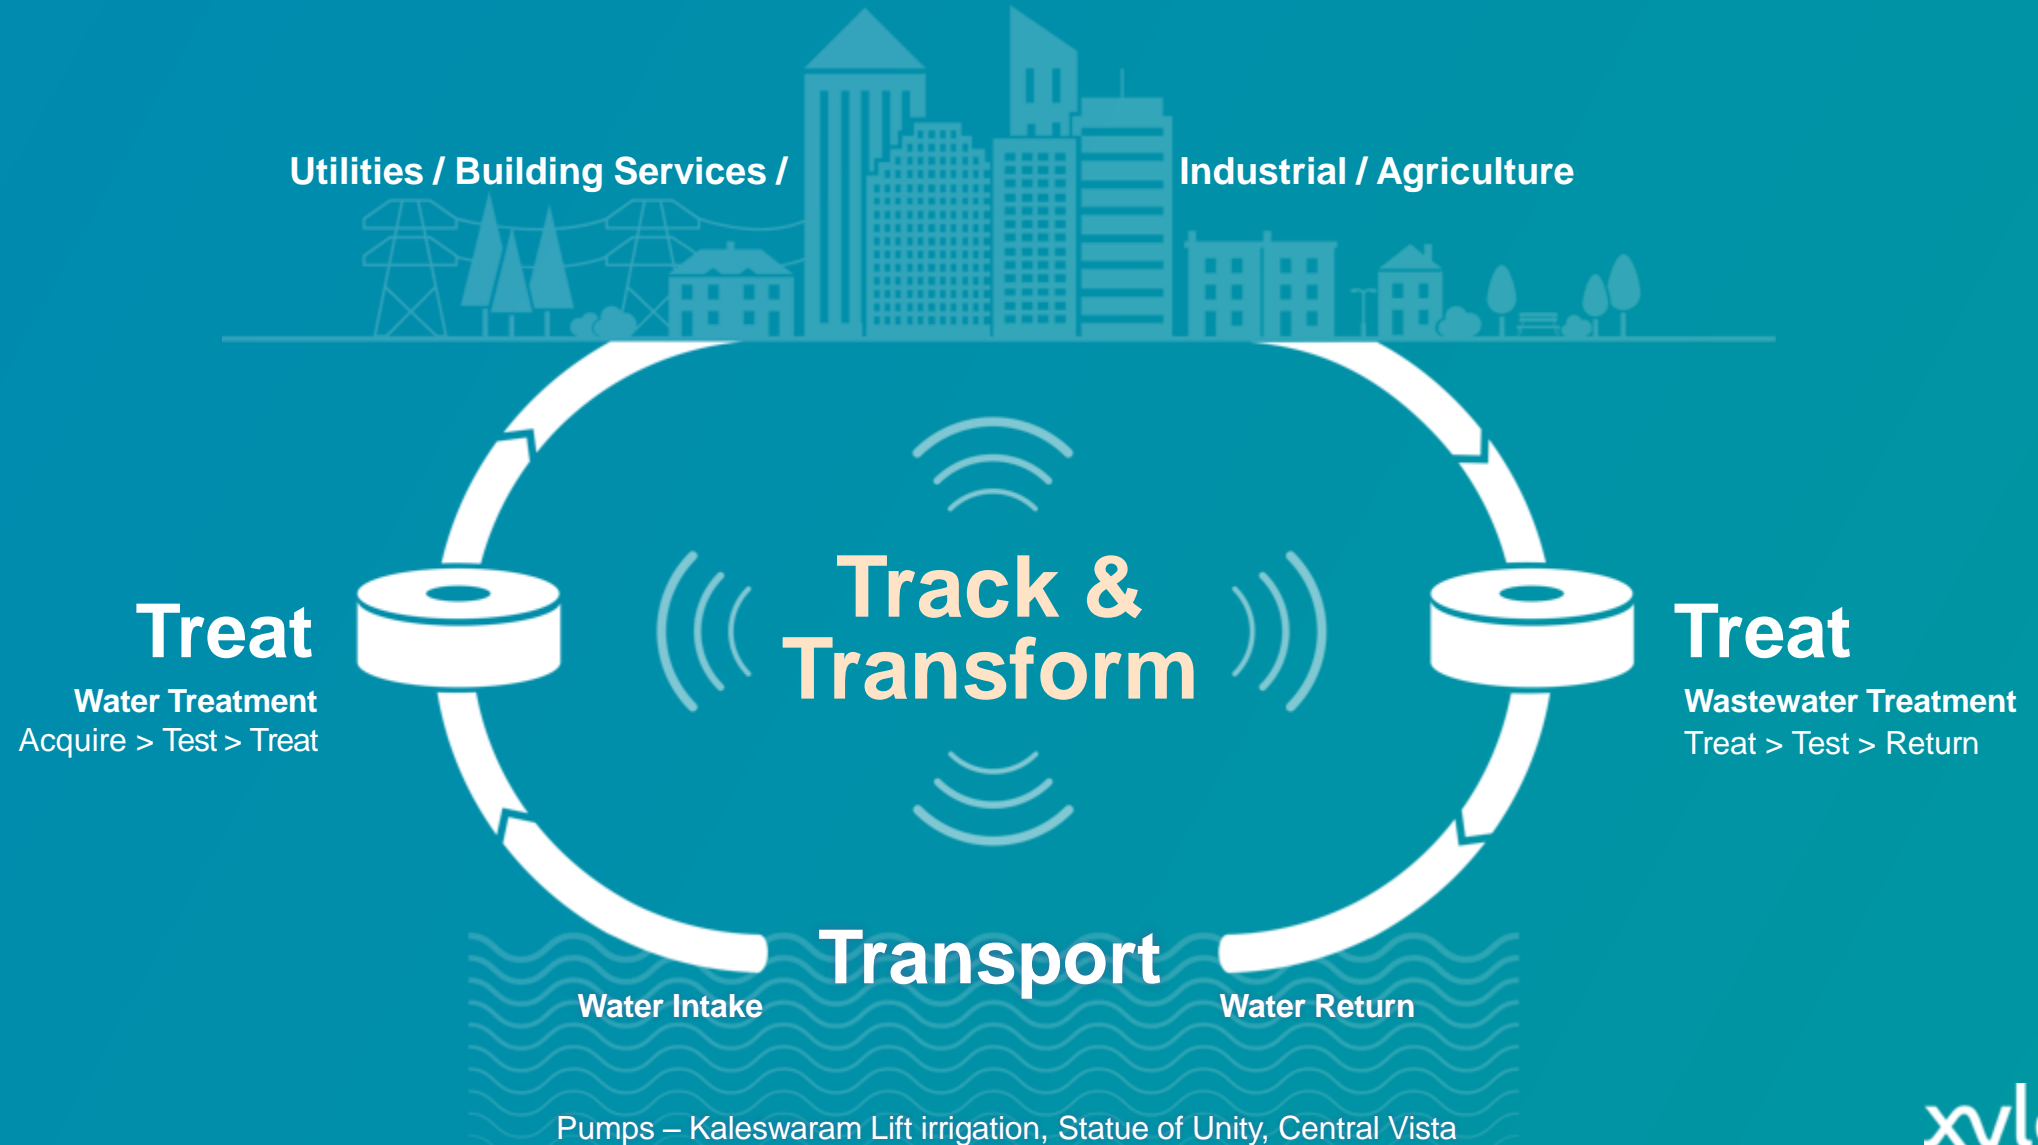 Utilities / Building Services /
Industrial / Agriculture
Track &
Transform
Treat
Water Treatment
Acquire > Test > Treat
Treat
Wastewater Treatment
Treat > Test > Return
Transport
Water Intake
Water Return
Pumps – Kaleswaram Lift irrigation, Statue of Unity, Central Vista
xyl